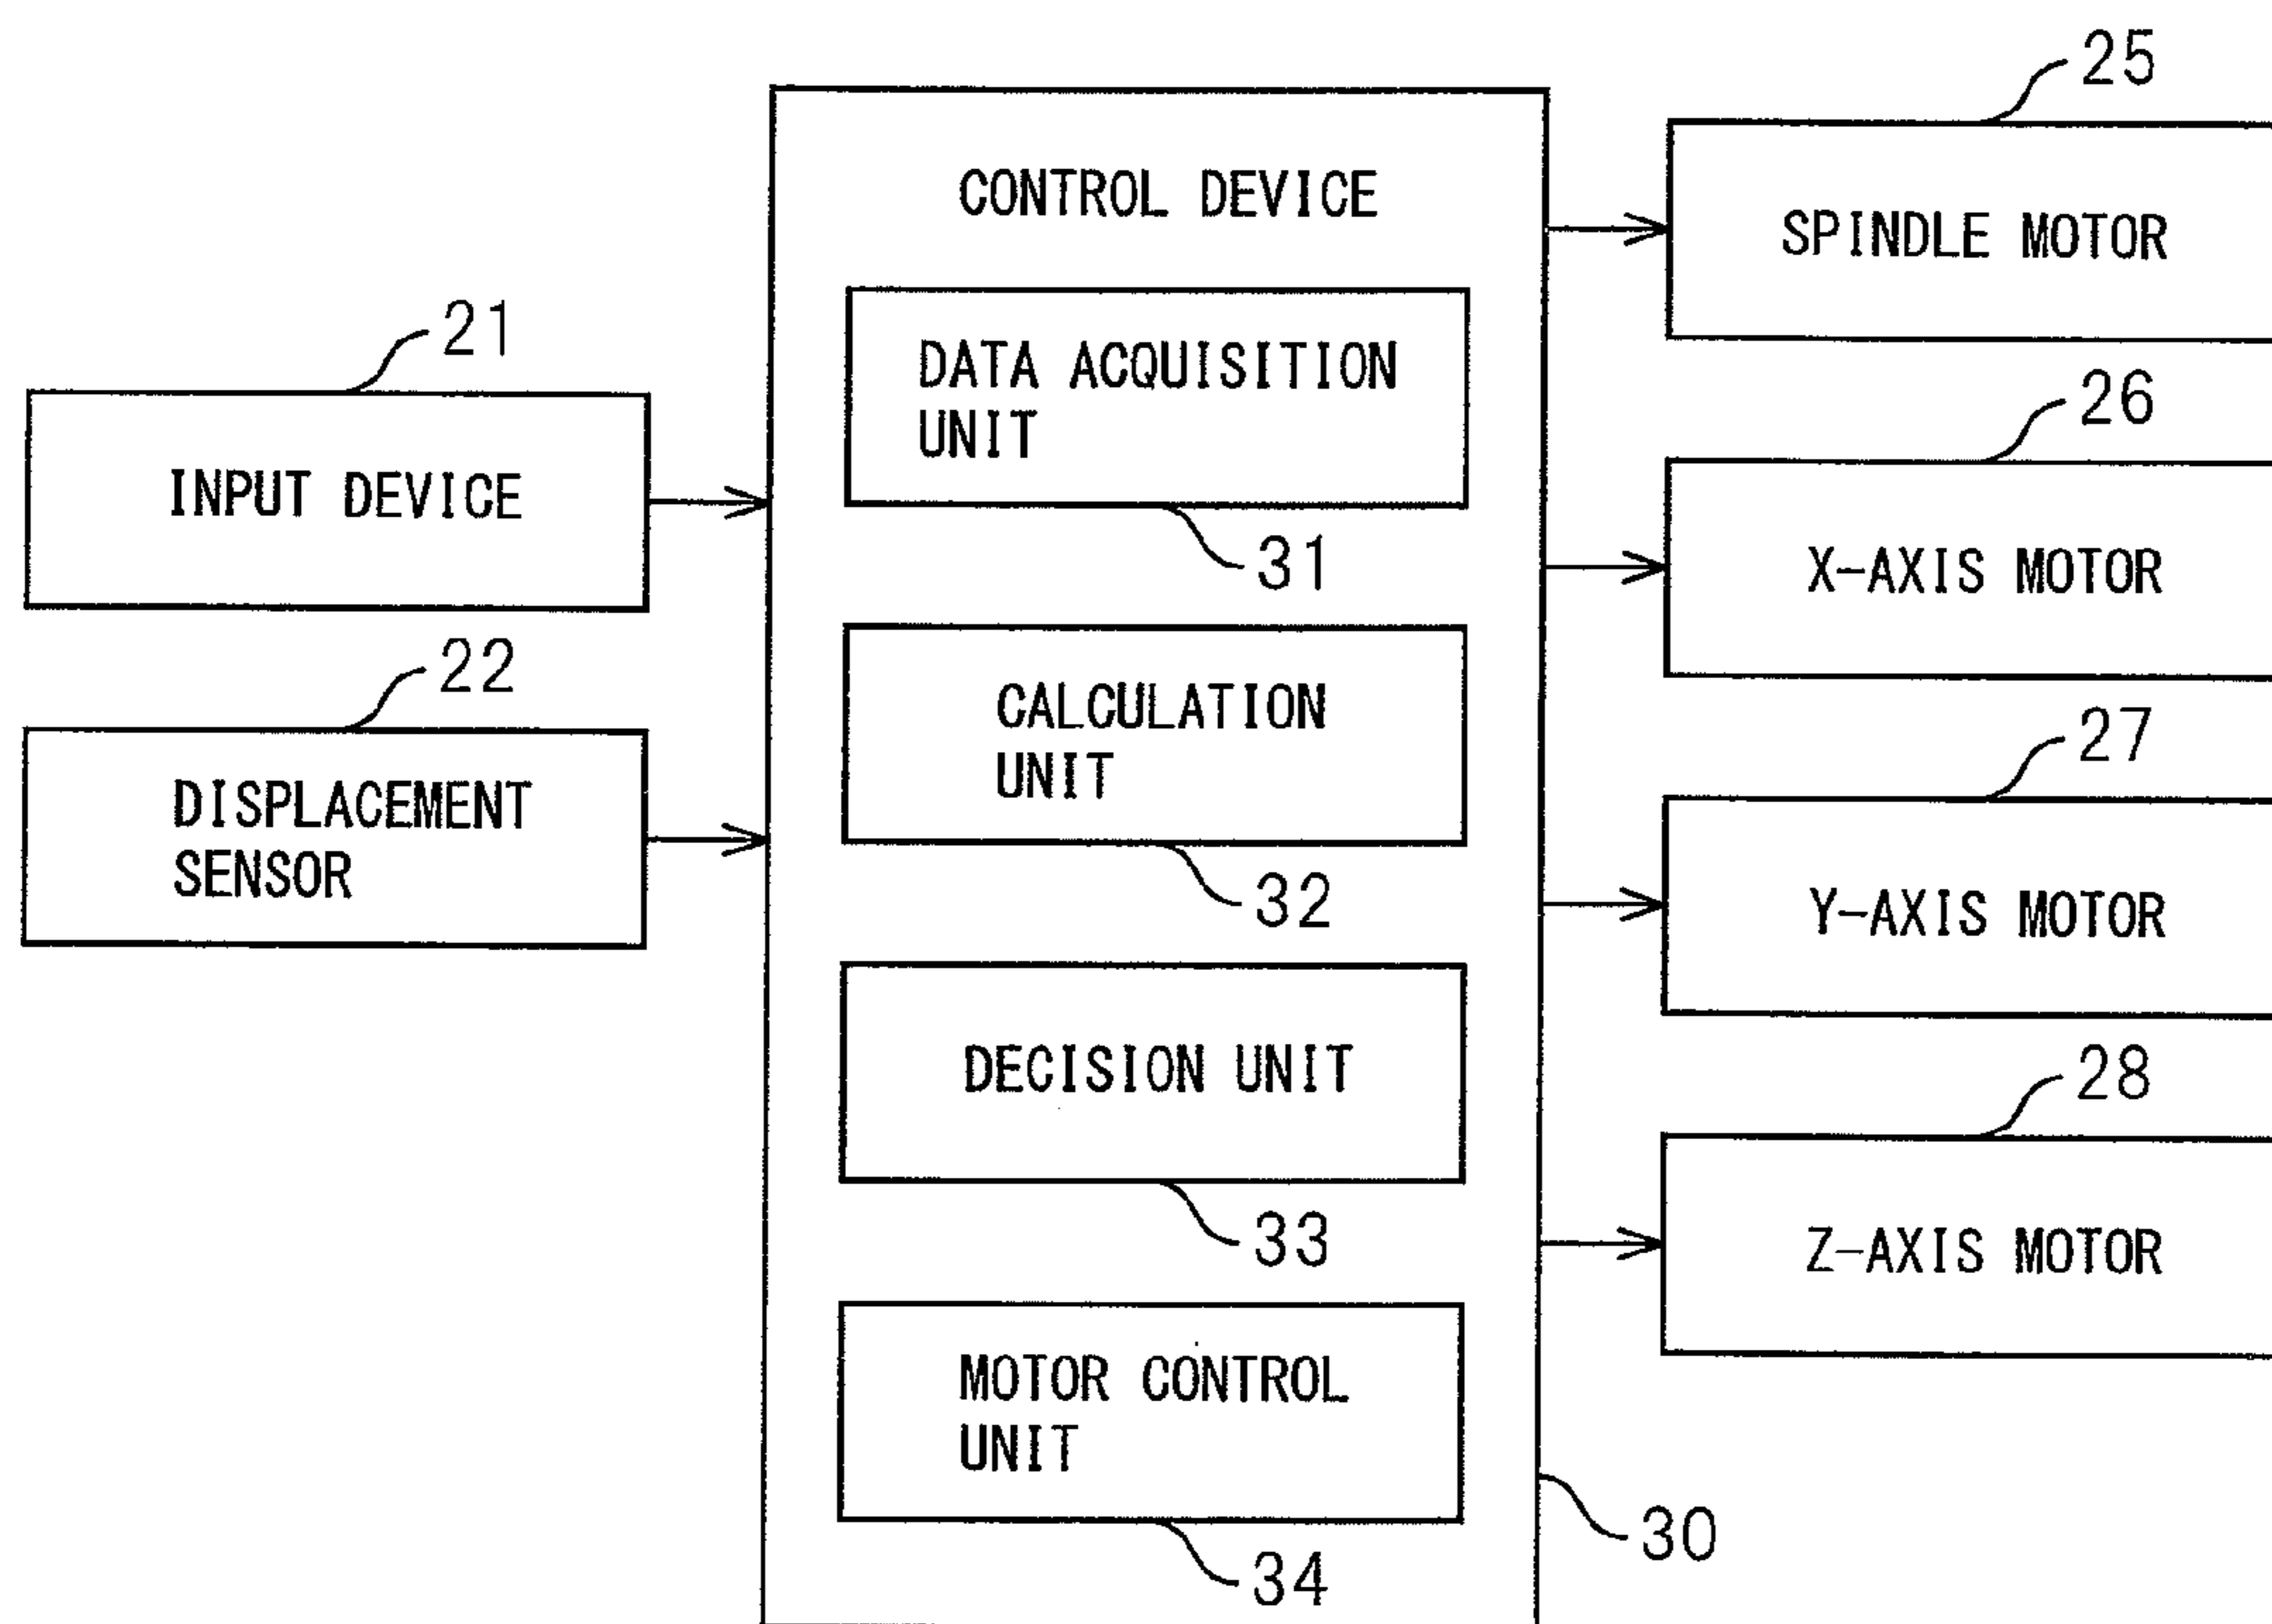 21
INPUT DEVICE
22
DISPLACEMENT
SENSOR
CONTROL DEVICE
DATA ACQUISITION
UNIT
31
CALCULATION
UNIT
32
DECISION UNIT
33
MOTOR CONTROL
UNIT
34
30
25
SPINDLE MOTOR
26
X-AXIS MOTOR
27
Y-AXIS MOTOR
28
Z-AXIS MOTOR